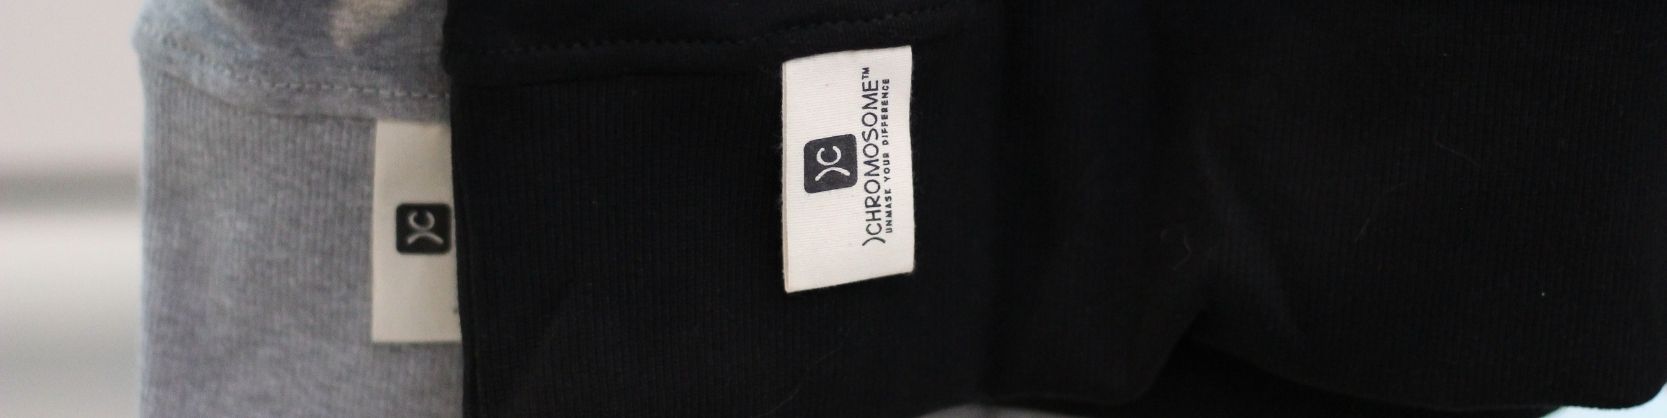 )C
)C
)CHROMOSOME™
UNMASK YOUR DIFFERENCE